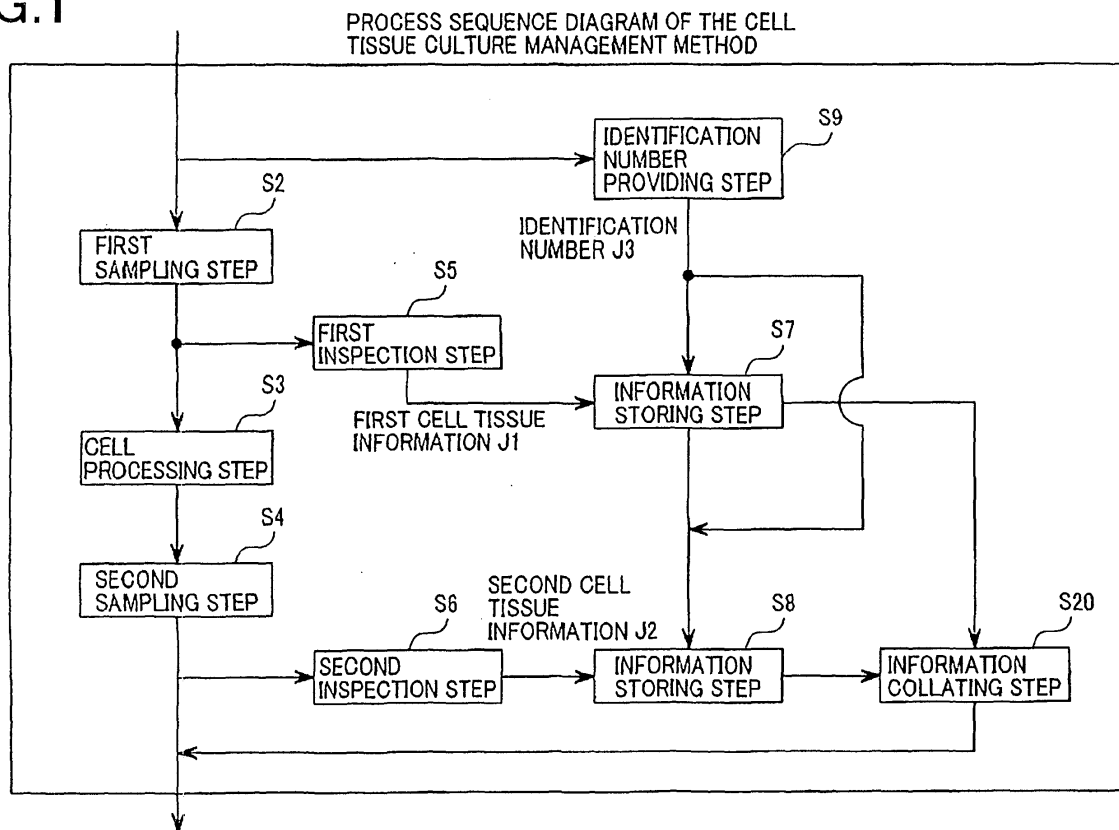 G.1
PROCESS SEQUENCE DIAGRAM OF THE CELL
TISSUE CULTURE MANAGEMENT METHOD
S9
IDENTIFICATION
NUMBER
PROVIDING STEP
S2
FIRST
SAMPLING STEP
IDENTIFICATION
NUMBER J3
S5
FIRST
INSPECTION STEP
S7
INFORMATION
STORING STEP
S3
CELL
PROCESSING STEP
FIRST CELL TISSUE
INFORMATION J1
S4
SECOND
SAMPLING STEP
SECOND CELL
TISSUE
INFORMATION J2
S6
SECOND
INSPECTION STEP
S8
INFORMATION
STORING STEP
S20
INFORMATION
COLLATING STEP